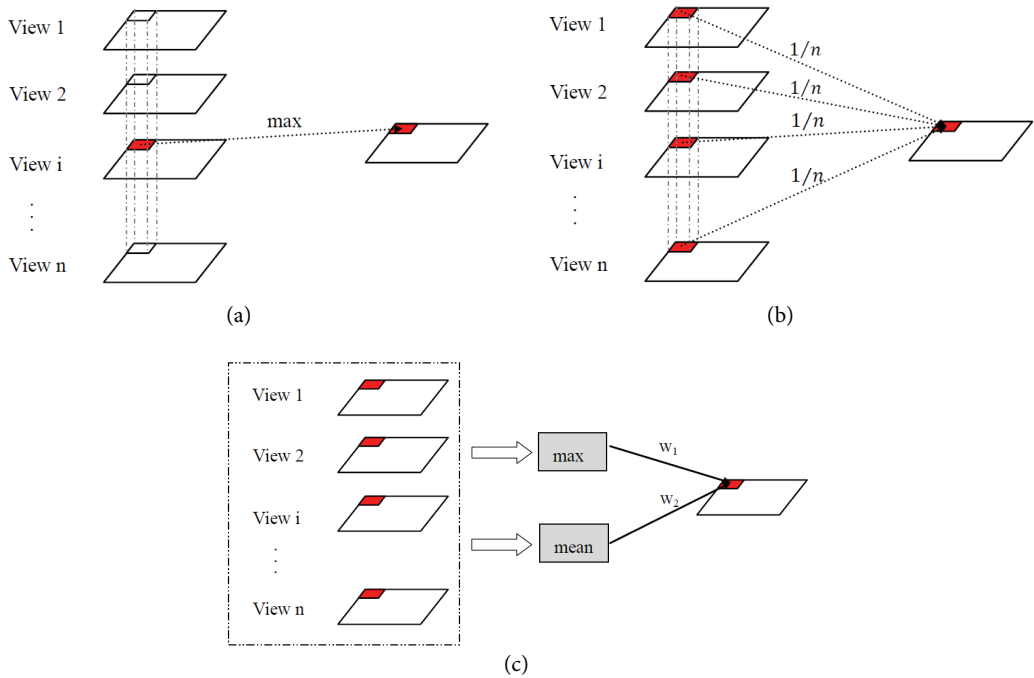 View 1
View 2
max
View i
. . .
View n
(a)
View 1
1/n
View 2
1/n
1/n
View i
1/n
. . .
View n
(b)
View 1
View 2
max
w₁
View i
w₂
mean
. . .
View n
(c)